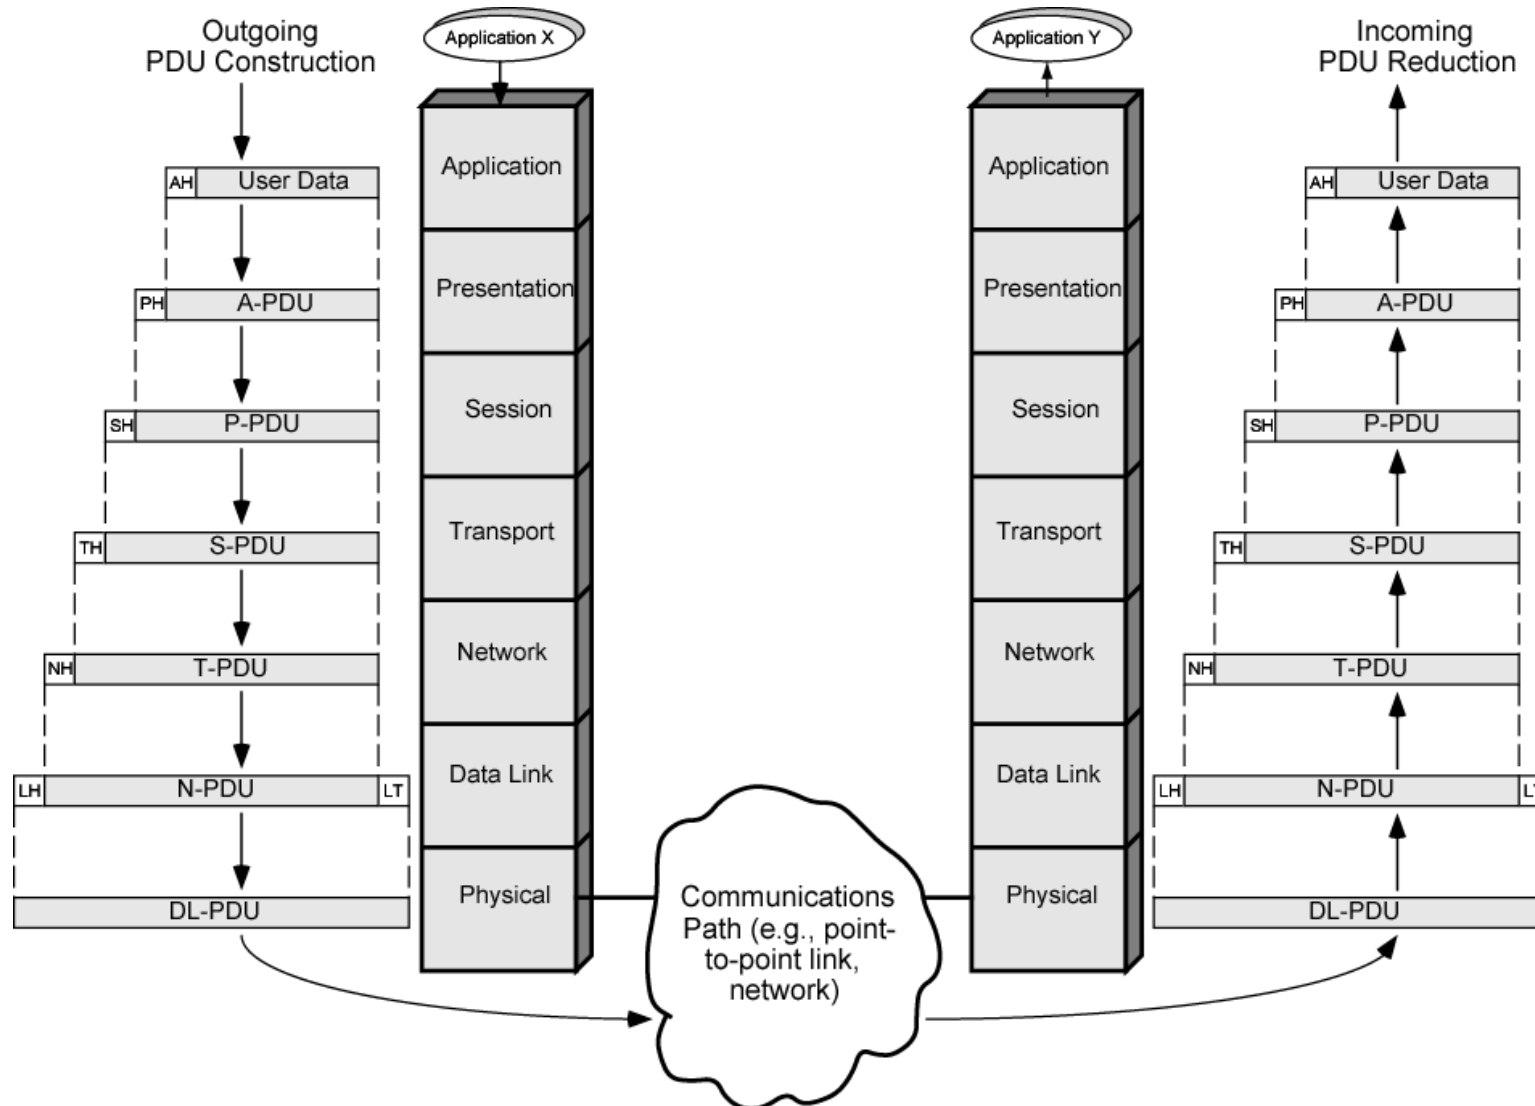 Outgoing
PDU Construction
Application X
Application Y
Incoming
PDU Reduction
AH User Data
PH A-PDU
SH P-PDU
TH S-PDU
NH T-PDU
LH N-PDU LT
DL-PDU
Application
Presentation
Session
Transport
Network
Data Link
Physical
Communications
Path (e.g., point-
to-point link,
network)
Application
Presentation
Session
Transport
Network
Data Link
Physical
AH User Data
PH A-PDU
SH P-PDU
TH S-PDU
NH T-PDU
LH N-PDU LT
DL-PDU